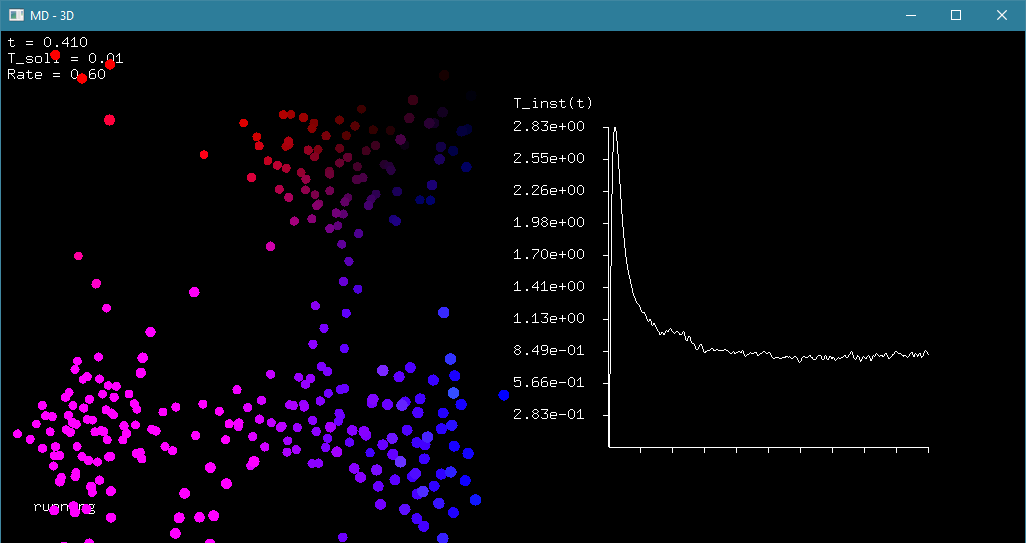 MD - 3D
t = 0.410
T_soll = 0.01
Rate = 0.60
T_inst(t)
2.83e+00
2.55e+00
2.26e+00
1.98e+00
1.70e+00
1.41e+00
1.13e+00
8.49e-01
5.66e-01
2.83e-01
running